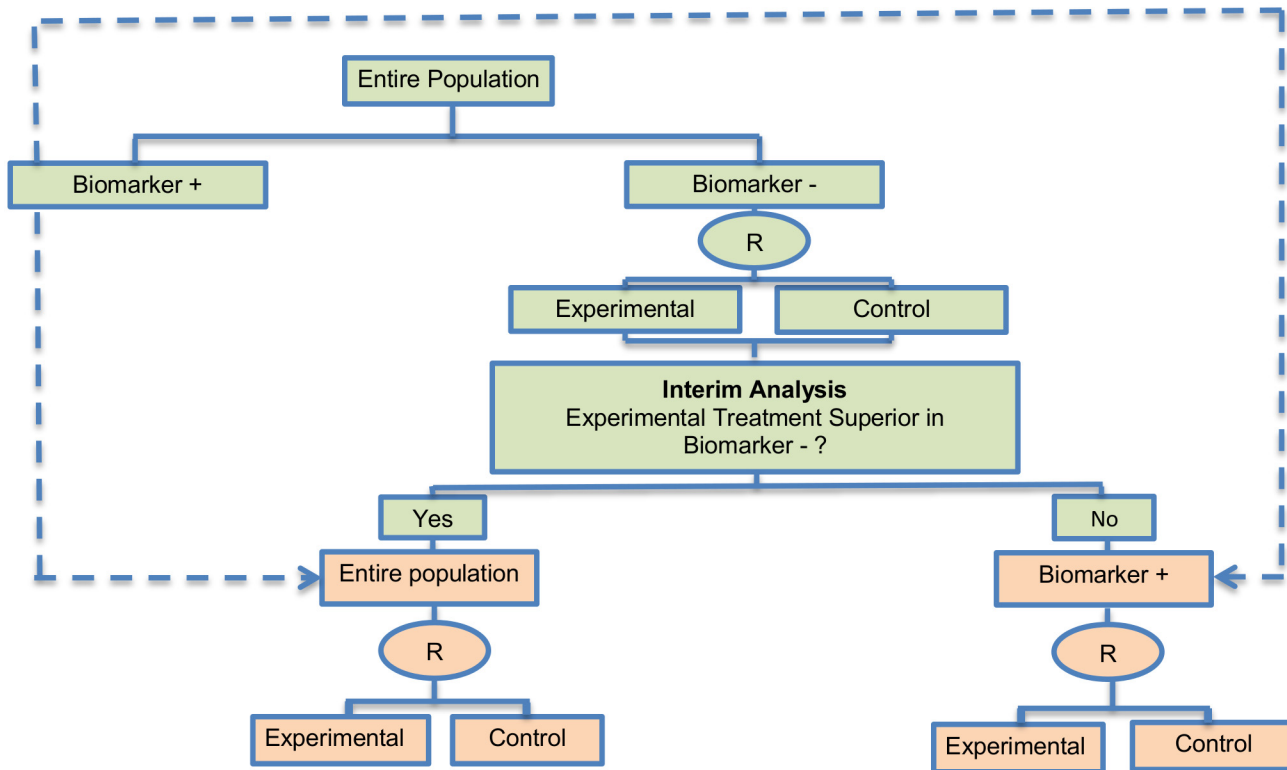 Entire Population
Biomarker +
Biomarker -
R
Experimental
Control
Interim Analysis
Experimental Treatment Superior in
Biomarker - ?
Yes
No
Entire population
Biomarker +
R
R
Experimental
Control
Experimental
Control